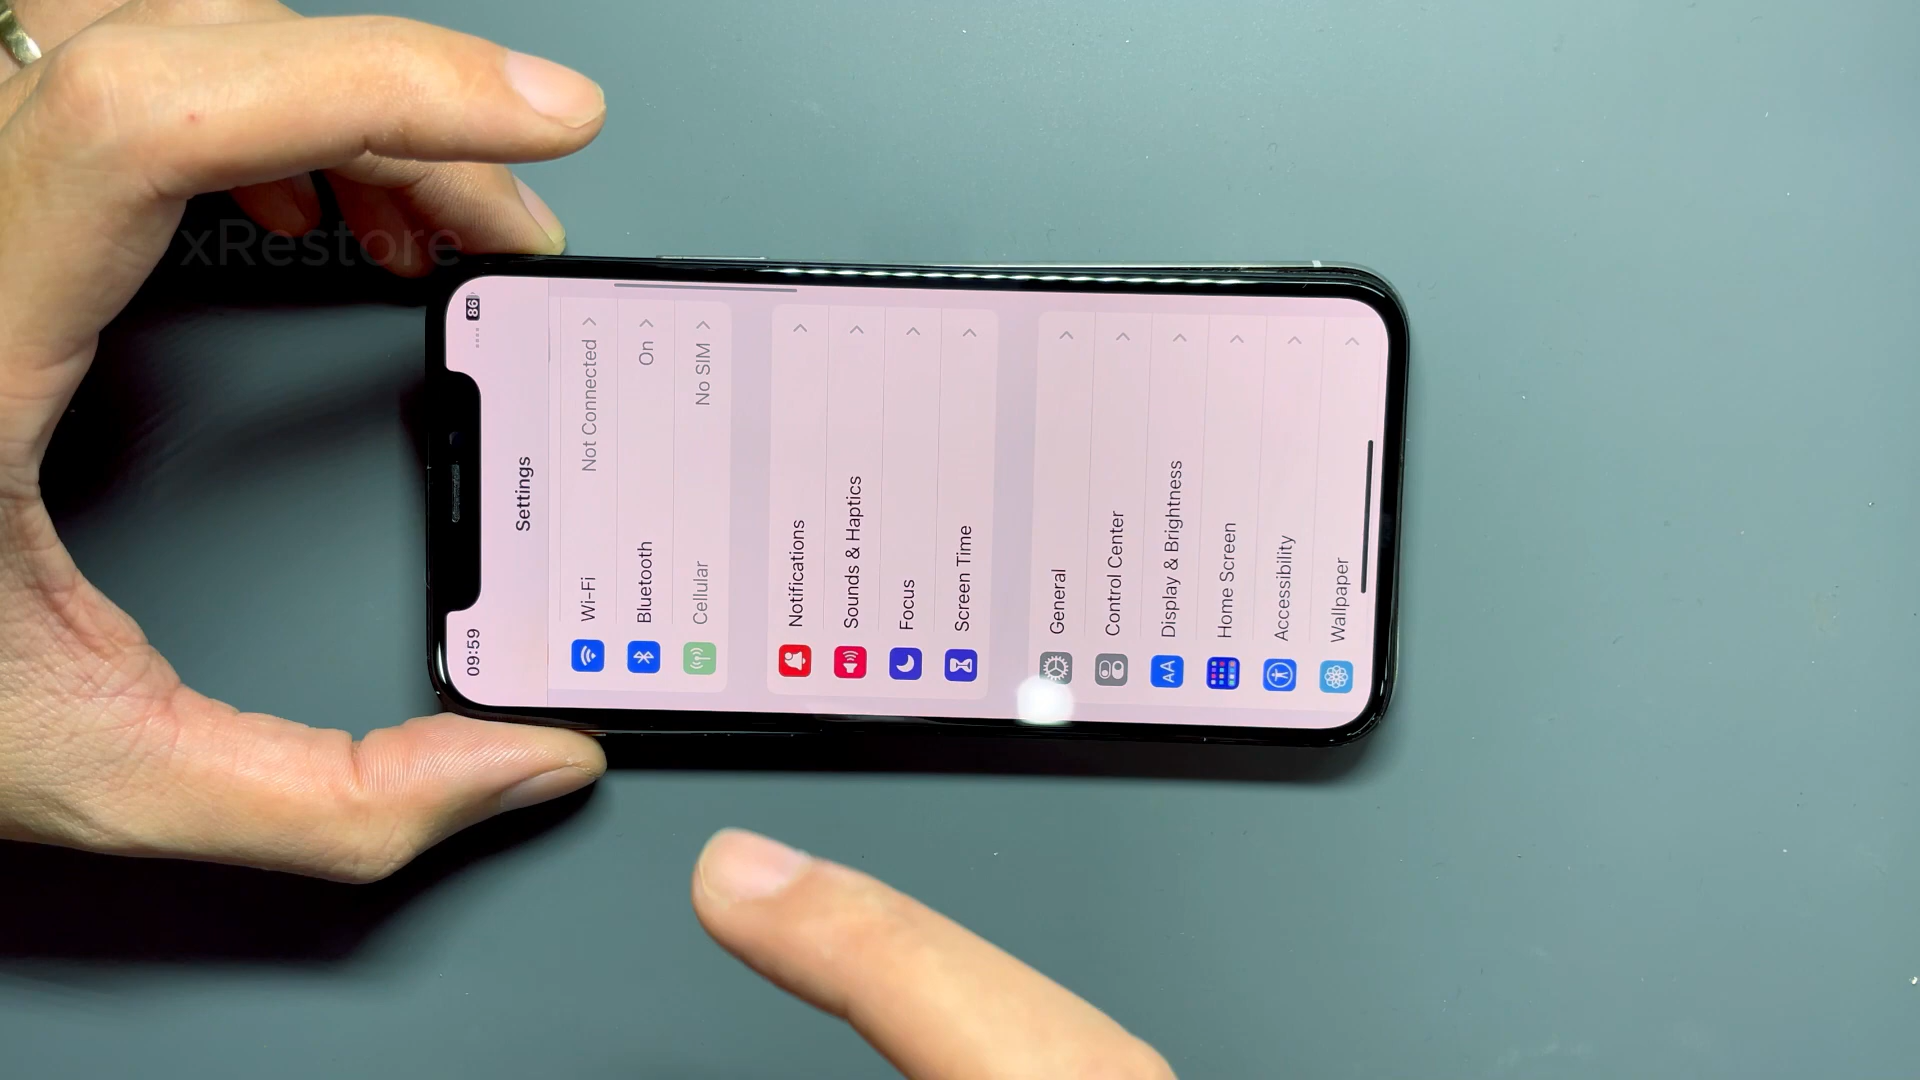 xRestore
09:59
86
Settings
Wi-Fi
Not Connected
Bluetooth
On
Cellular
No SIM
Notifications
Sounds & Haptics
Focus
Screen Time
General
Control Center
AA
Display & Brightness
Home Screen
Accessibility
Wallpaper